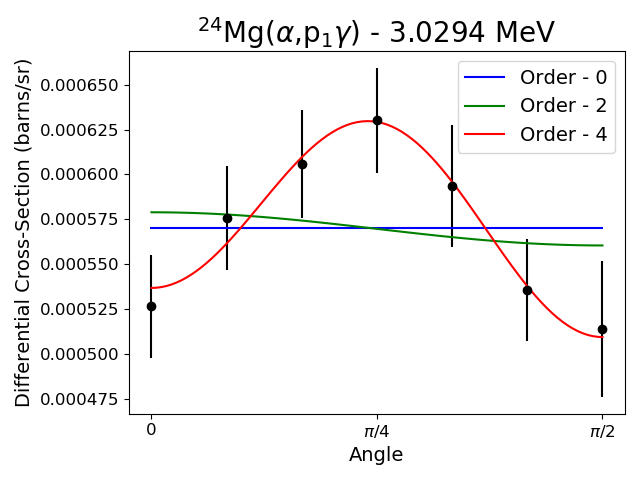 ²⁴Mg(α,p₁γ) - 3.0294 MeV
Differential Cross-Section (barns/sr)
0.000650
0.000625
0.000600
0.000575
0.000550
0.000525
0.000500
0.000475
Order - 0
Order - 2
Order - 4
0
π/4
π/2
Angle